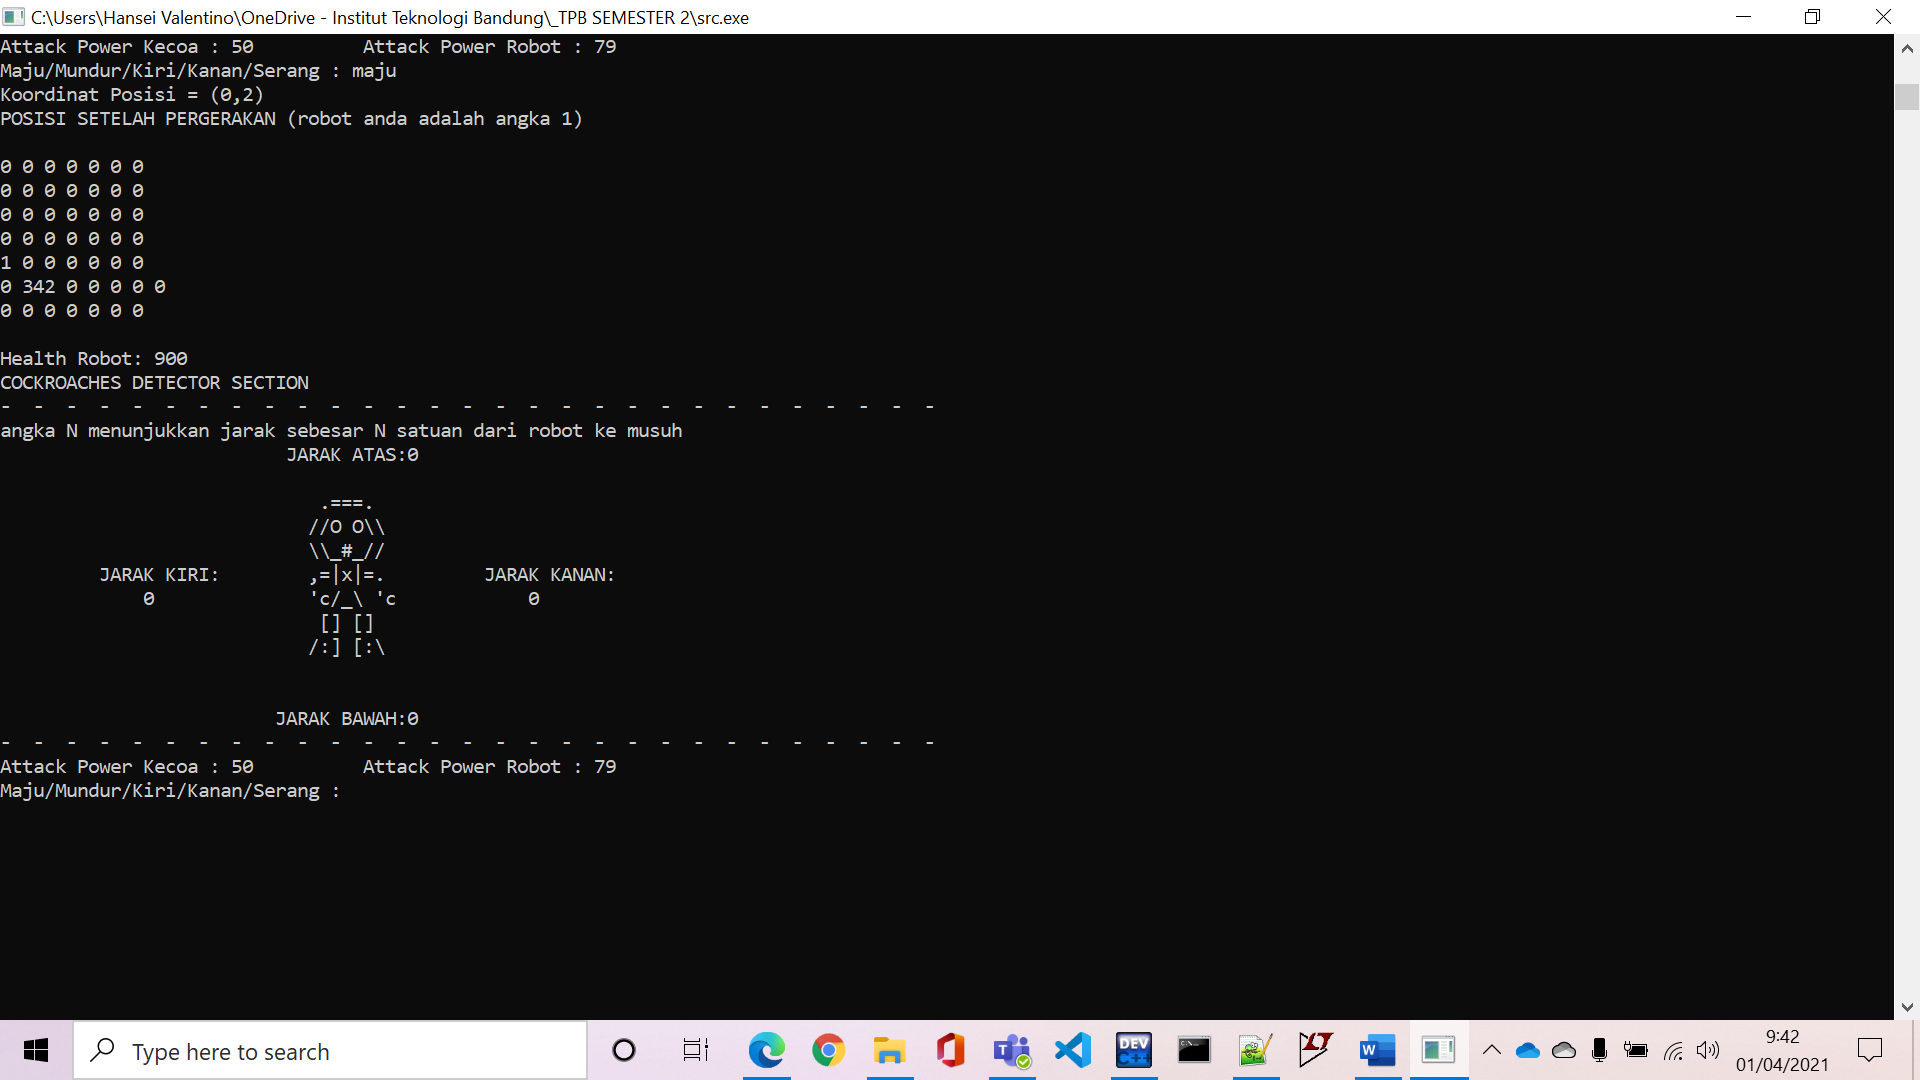 C:\Users\Hansei Valentino\OneDrive - Institut Teknologi Bandung\_TPB SEMESTER 2\src.exe
Attack Power Kecoa : 50          Attack Power Robot : 79
Maju/Mundur/Kiri/Kanan/Serang : maju
Koordinat Posisi = (0,2)
POSISI SETELAH PERGERAKAN (robot anda adalah angka 1)
0 0 0 0 0 0 0
0 0 0 0 0 0 0
0 0 0 0 0 0 0
0 0 0 0 0 0 0
1 0 0 0 0 0 0
0 342 0 0 0 0 0
0 0 0 0 0 0 0
Health Robot: 900
COCKROACHES DETECTOR SECTION
-  -  -  -  -  -  -  -  -  -  -  -  -  -  -  -  -  -  -  -  -  -  -  -  -  -  -  -  -
angka N menunjukkan jarak sebesar N satuan dari robot ke musuh
JARAK ATAS:0
.===.
//O O\\
\\_#_//
JARAK KIRI:        ,=|x|=.         JARAK KANAN:
0              'c/_\ 'c            0
[] []
/:] [:\
JARAK BAWAH:0
-  -  -  -  -  -  -  -  -  -  -  -  -  -  -  -  -  -  -  -  -  -  -  -  -  -  -  -  -
Attack Power Kecoa : 50          Attack Power Robot : 79
Maju/Mundur/Kiri/Kanan/Serang :
Type here to search
DEV C++
W
9:42
01/04/2021